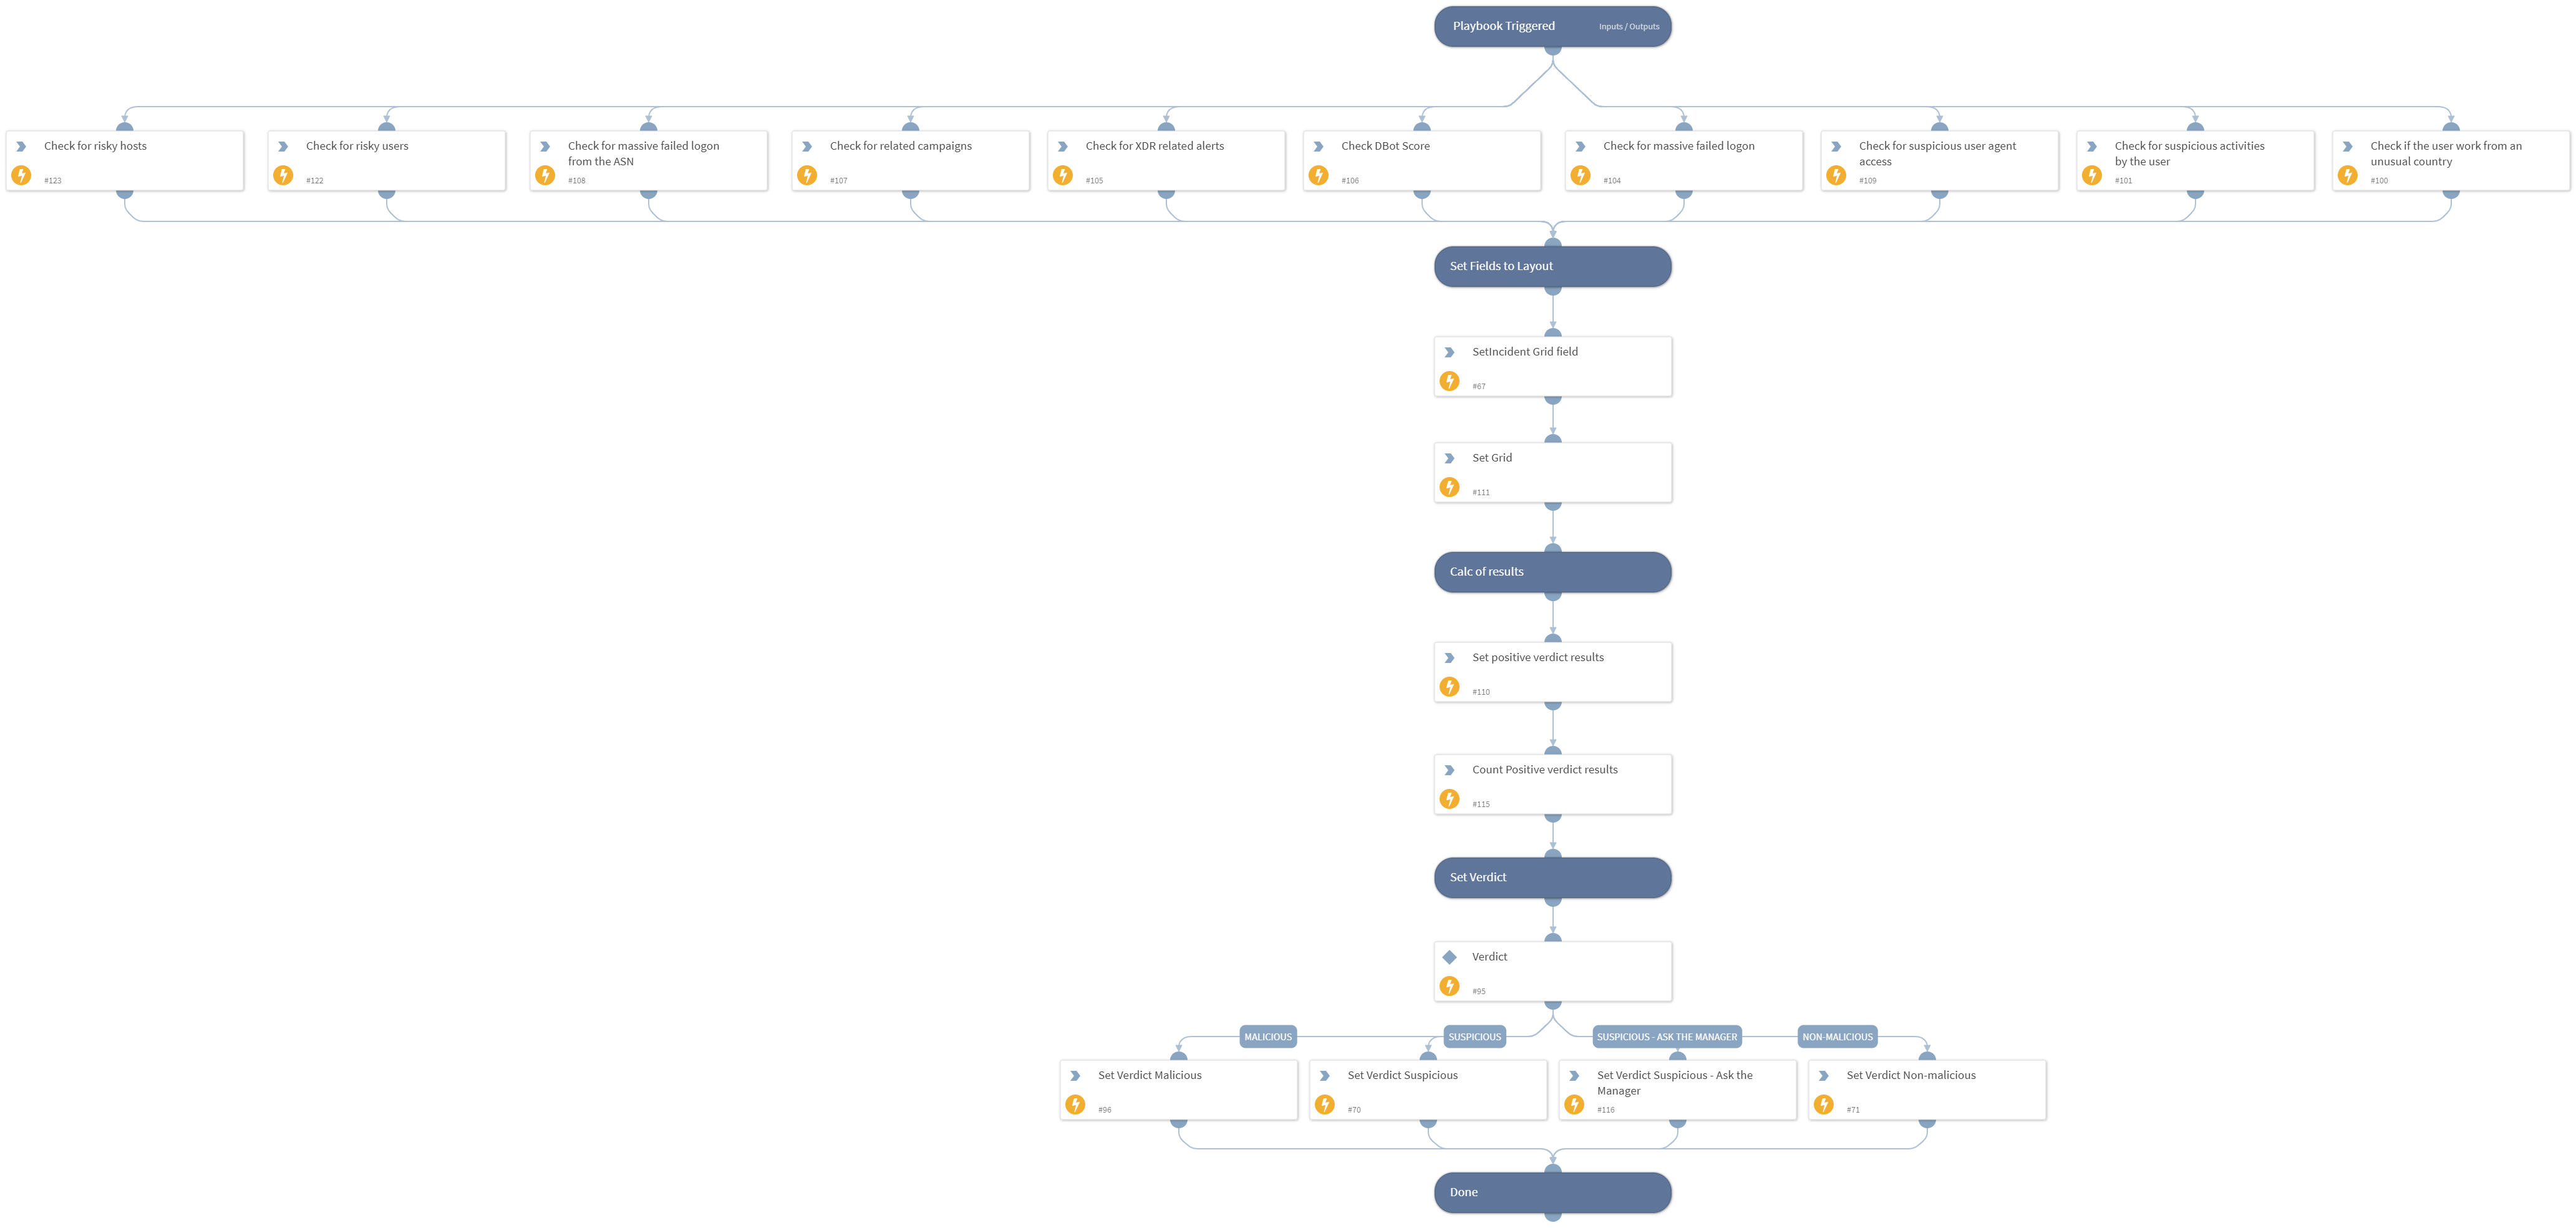 Playbook Triggered
Inputs / Outputs
Check for risky hosts
#123
Check for risky users
#122
Check for massive failed logon
from the ASN
#108
Check for related campaigns
#107
Check for XDR related alerts
#105
Check DBot Score
#106
Check for massive failed logon
#104
Check for suspicious user agent
access
#109
Check for suspicious activities
by the user
#101
Check if the user work from an
unusual country
#100
Set Fields to Layout
SetIncident Grid field
#67
Set Grid
#111
Calc of results
Set positive verdict results
#110
Count Positive verdict results
#115
Set Verdict
Verdict
#95
MALICIOUS
SUSPICIOUS
SUSPICIOUS - ASK THE MANAGER
NON-MALICIOUS
Set Verdict Malicious
#96
Set Verdict Suspicious
#70
Set Verdict Suspicious - Ask the
Manager
#116
Set Verdict Non-malicious
#71
Done